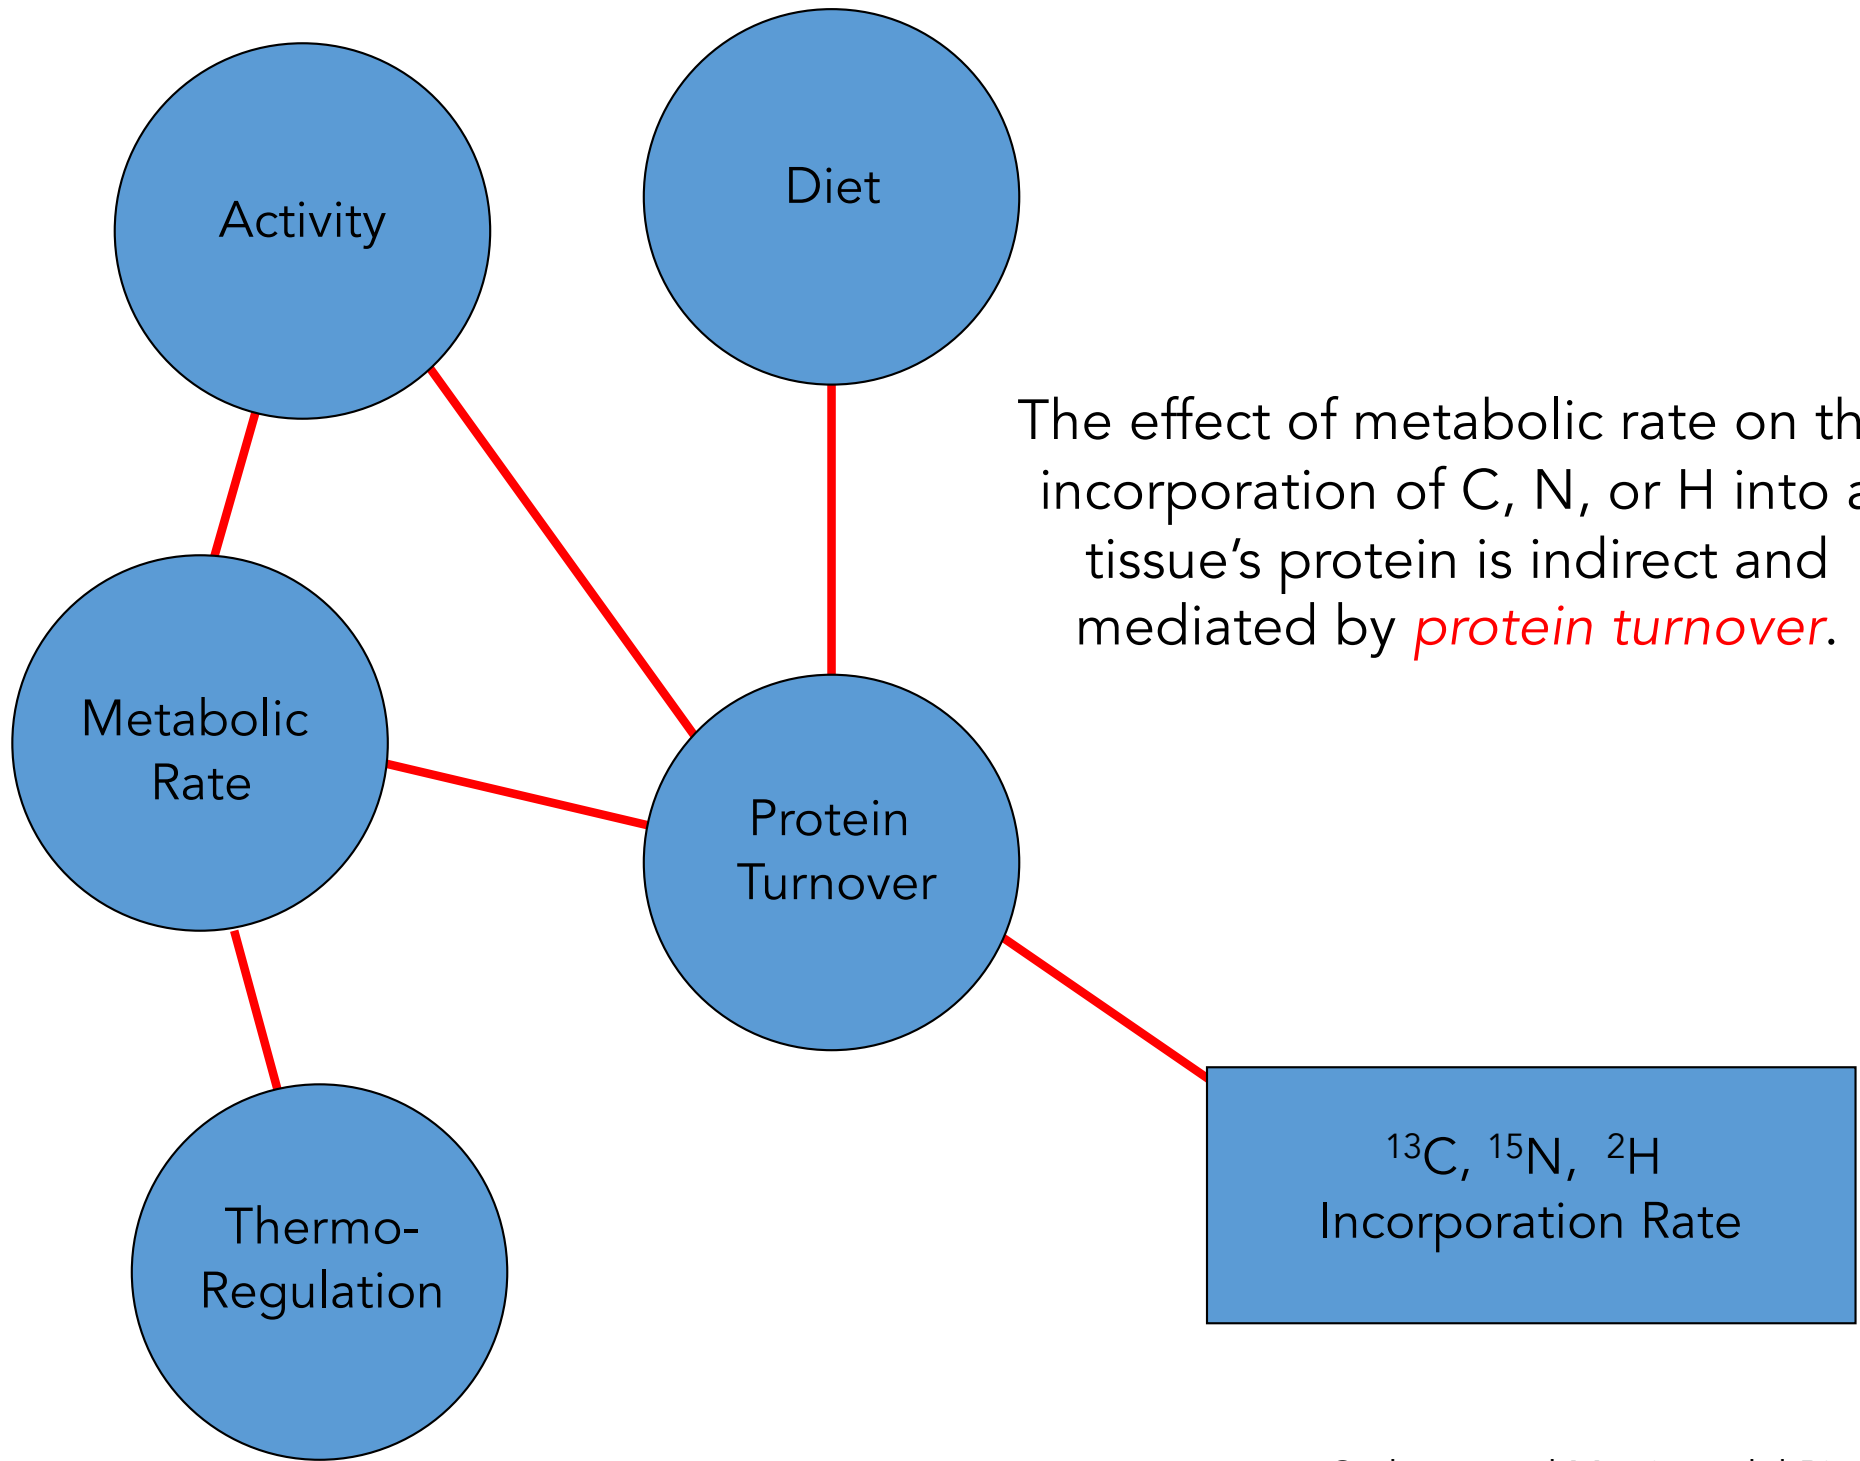 Activity
Diet
The effect of metabolic rate on th
incorporation of C, N, or H into a
tissue’s protein is indirect and
mediated by protein turnover.
Metabolic
Rate
Protein
Turnover
¹³C, ¹⁵N, ²H
Incorporation Rate
Thermo-
Regulation